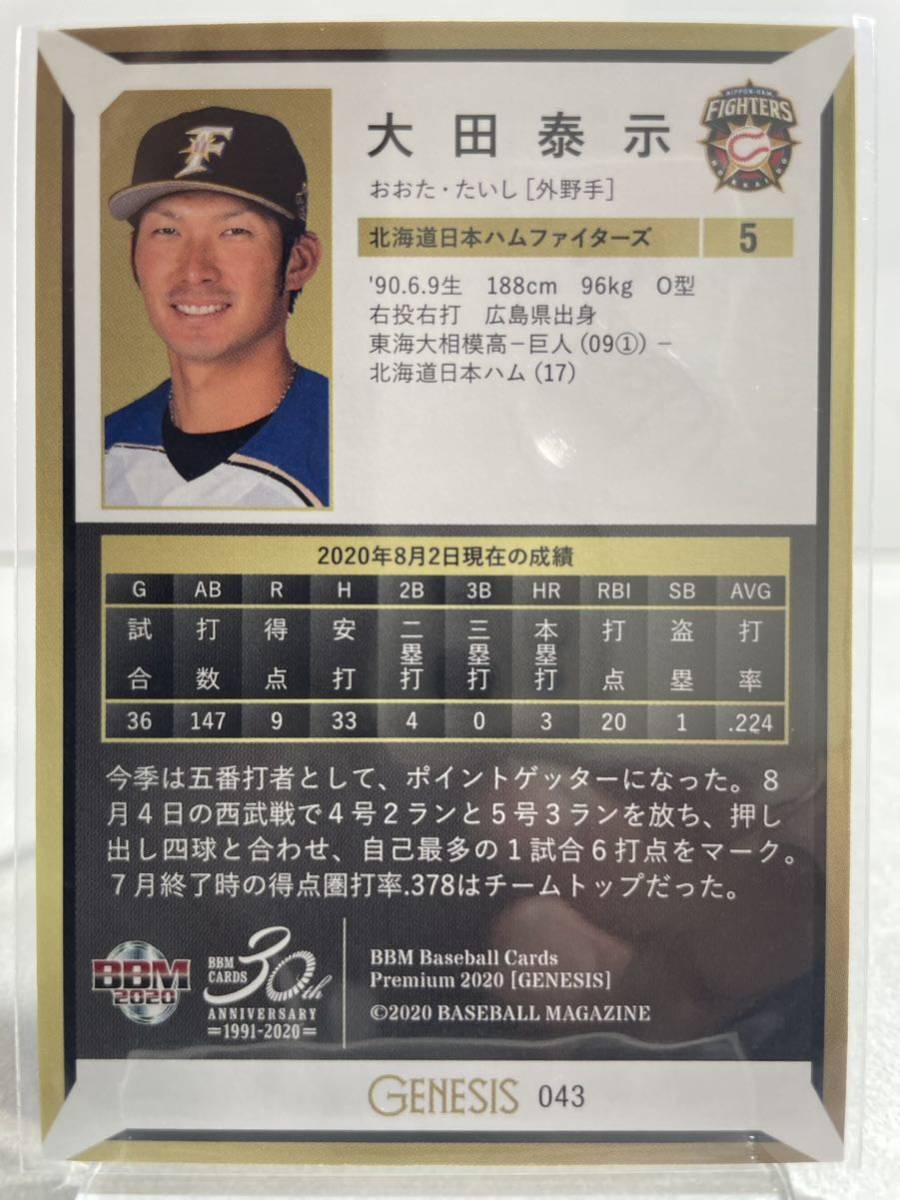 大田泰示
NIPPON-HAM
FIGHTERS
HOKKAIDO
おおた・たいし［外野手］
北海道日本ハムファイターズ 5
'90.6.9生 188cm 96kg O型
右投右打 広島県出身
東海大相模高－巨人（09①）－
北海道日本ハム（17）
2020年8月2日現在の成績
G AB R H 2B 3B HR RBI SB AVG
試合 打数 得点 安打 二塁打 三塁打 本塁打 打点 盗塁 打率
36 147 9 33 4 0 3 20 1 .224
今季は五番打者として、ポイントゲッターになった。８
月４日の西武戦で４号２ランと５号３ランを放ち、押し
出し四球と合わせ、自己最多の１試合６打点をマーク。
７月終了時の得点圏打率.378はチームトップだった。
BBM
2020
BBM
CARDS 30th
ANNIVERSARY
1991-2020
BBM Baseball Cards
Premium 2020 [GENESIS]
©2020 BASEBALL MAGAZINE
GENESIS 043